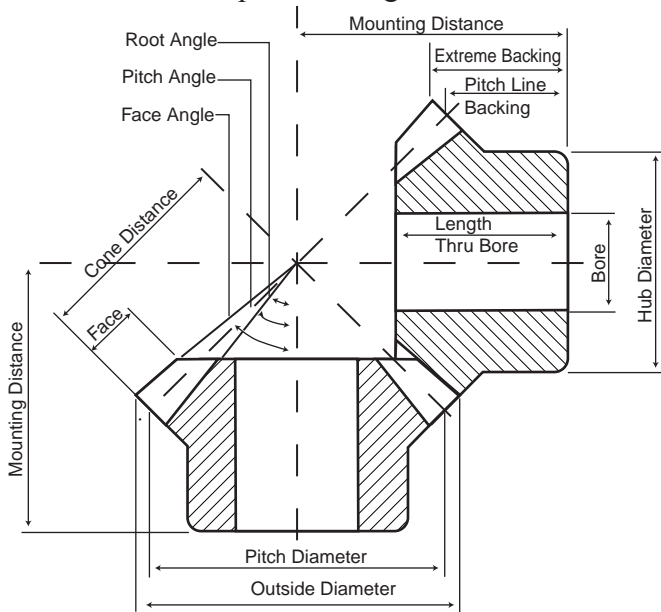 Mounting Distance
Root Angle
Extreme Backing
Pitch Angle
Pitch Line
Backing
Face Angle
Cone Distance
Length
Thru Bore
Bore
Hub Diameter
Face
Mounting Distance
Pitch Diameter
Outside Diameter